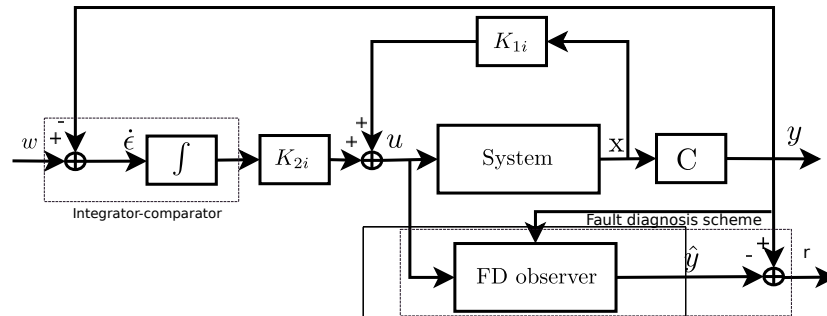 K1i
-
+
+
+
w
ϵ̇
∫
K2i
u
System
x
C
y
Integrator-comparator
Fault diagnosis scheme
+
-
FD observer
ŷ
r